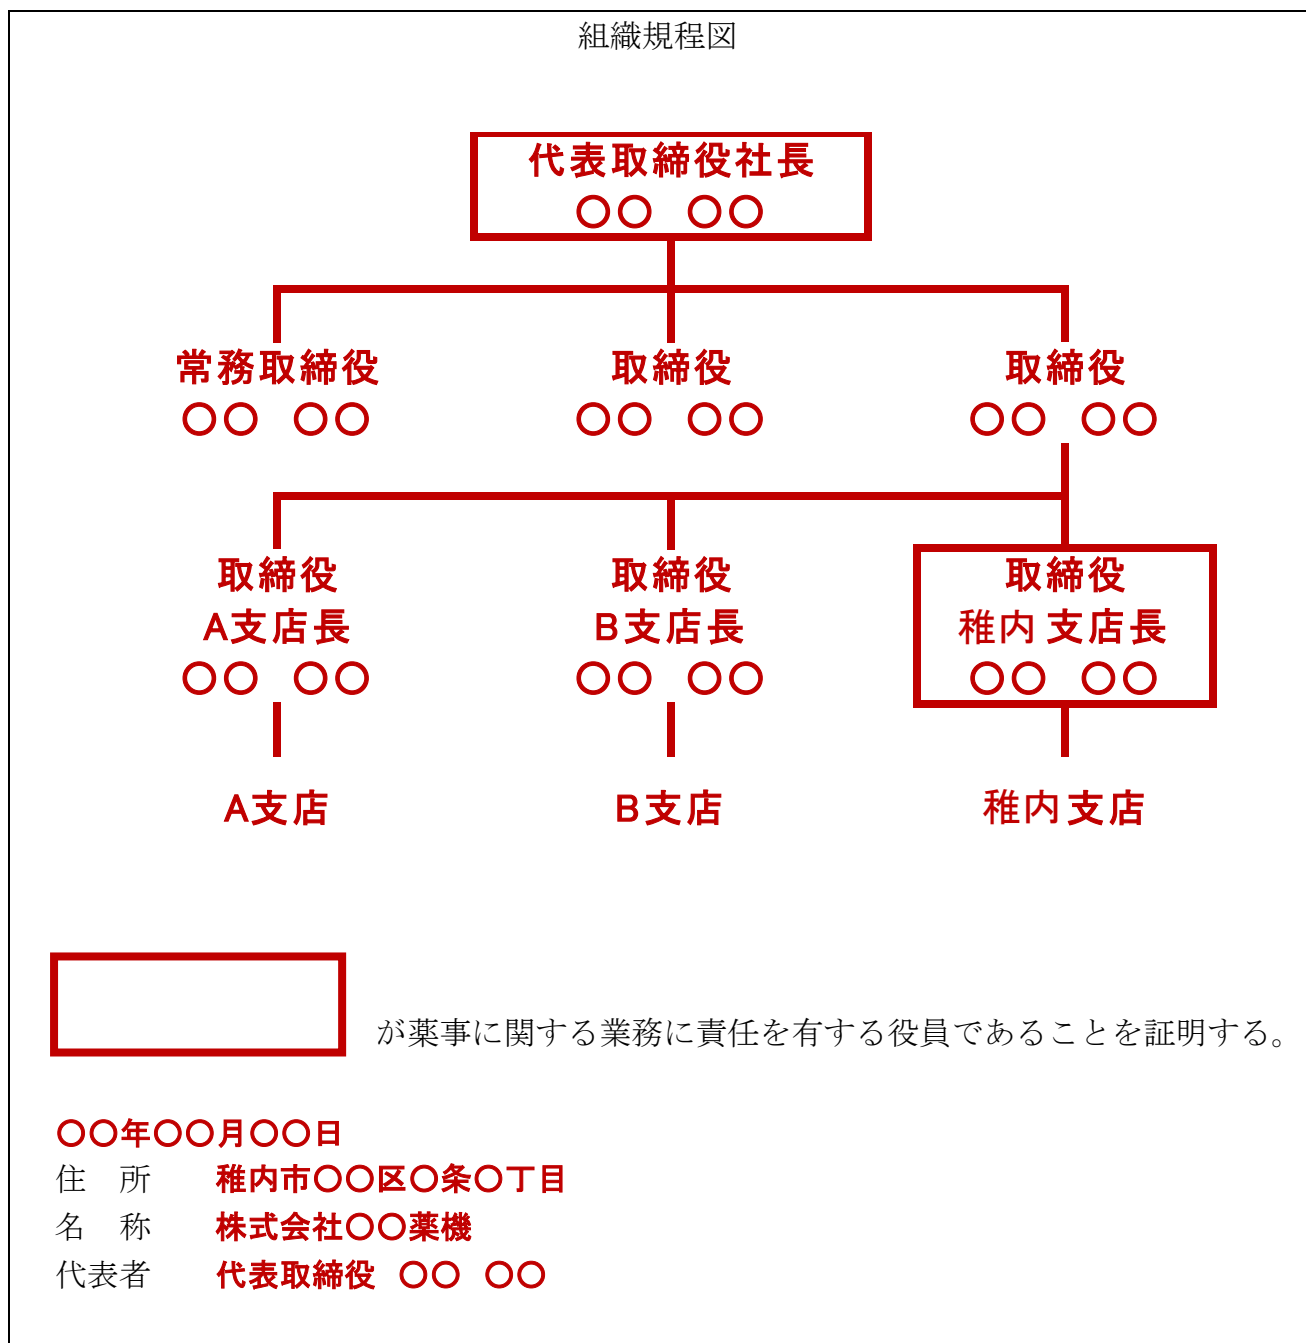 組織規程図
代表取締役社長
〇〇 〇〇
常務取締役 取締役 取締役
〇〇 〇〇 〇〇 〇〇 〇〇 〇〇
取締役 取締役 取締役
A支店長 B支店長 稚内 支店長
〇〇 〇〇 〇〇 〇〇 〇〇 〇〇
A支店 B支店 稚内 支店
が薬事に関する業務に責任を有する役員であることを証明する。
〇〇年〇〇月〇〇日
住 所 稚内市〇〇区〇条〇丁目
名 称 株式会社〇〇薬機
代表者 代表取締役 〇〇 〇〇